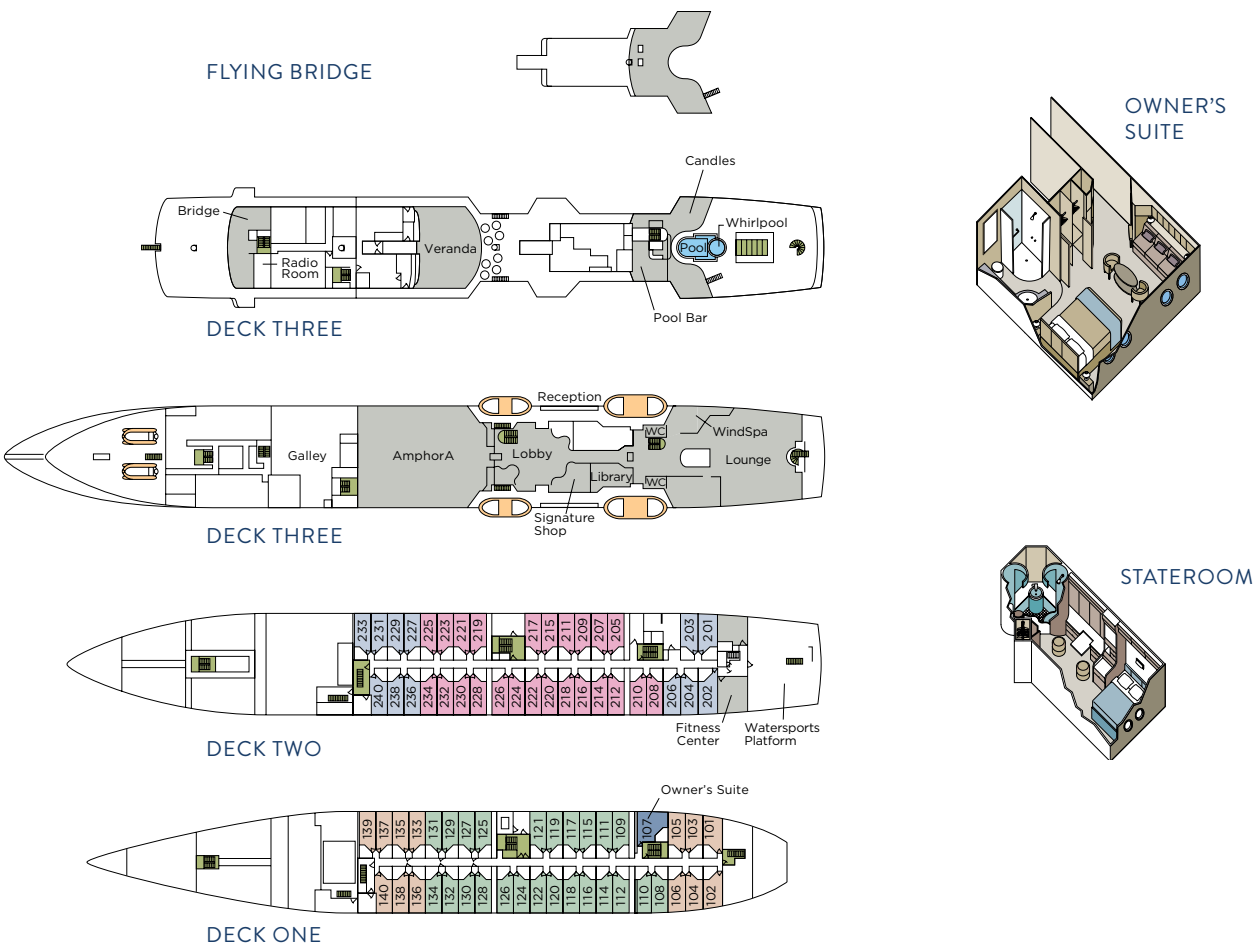 FLYING BRIDGE
OWNER'S
SUITE
Candles
Bridge
Whirlpool
Veranda
Pool
Radio
Room
Pool Bar
DECK THREE
Reception
WC
WindSpa
Galley
AmphorA
Lobby
Lounge
Library
WC
Signature
Shop
DECK THREE
STATEROOM
233 231 229 227 225 223 221 219 217 215 211 209 207 205 203 201
240 238 236 234 232 230 228 226 224 222 220 218 216 214 212 210 208 206 204 202
Fitness
Center
Watersports
Platform
DECK TWO
Owner's Suite
139 137 135 133 131 129 127 125 121 119 117 115 111 109 107 105 103 101
140 138 136 134 132 130 128 126 124 122 120 118 116 114 112 110 108 106 104 102
DECK ONE